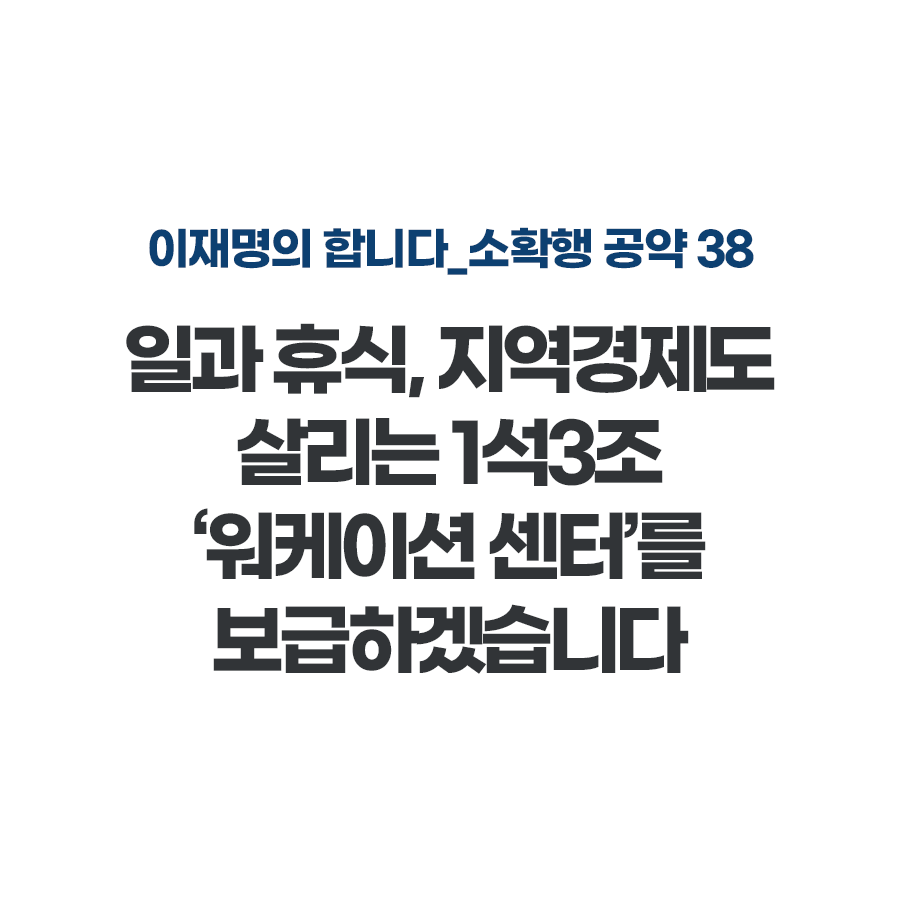 이재명의 합니다_소확행 공약 38
일과 휴식, 지역경제도
살리는 1석3조
‘워케이션 센터’를
보급하겠습니다